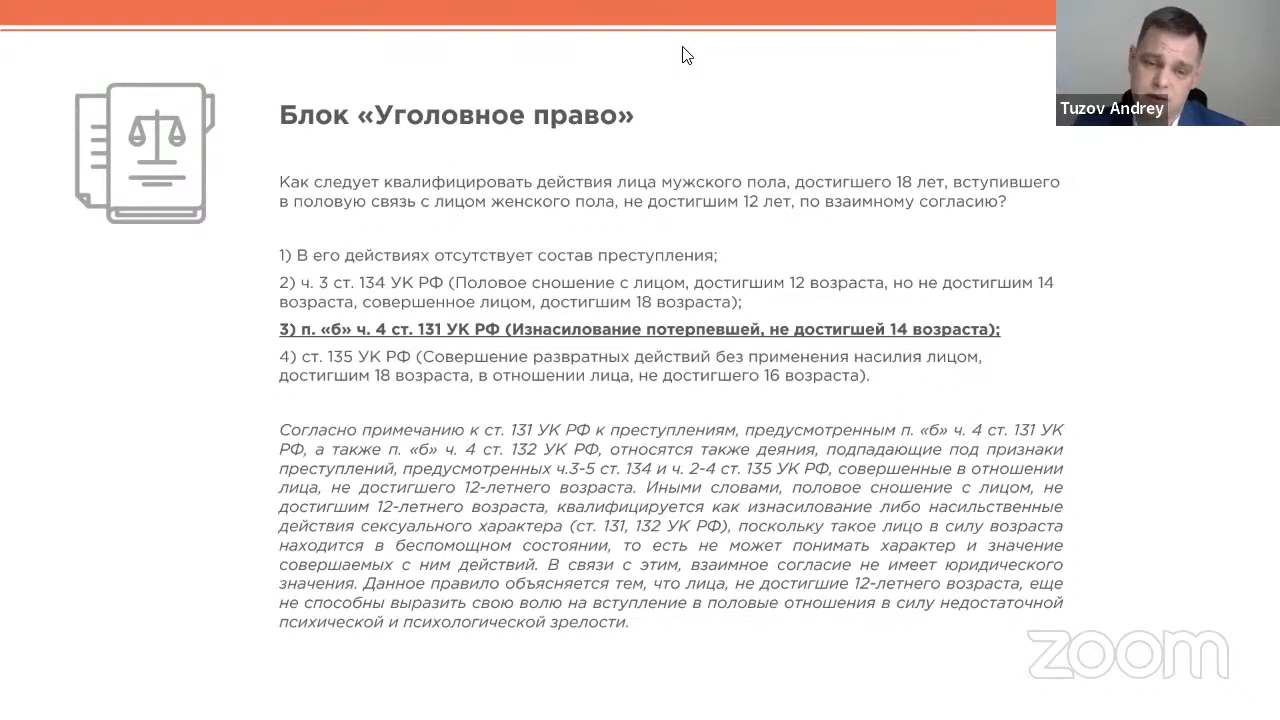 Tuzov Andrey
Блок «Уголовное право»
Как следует квалифицировать действия лица мужского пола, достигшего 18 лет, вступившего
в половую связь с лицом женского пола, не достигшим 12 лет, по взаимному согласию?
1) В его действиях отсутствует состав преступления;
2) ч. 3 ст. 134 УК РФ (Половое сношение с лицом, достигшим 12 возраста, но не достигшим 14
возраста, совершенное лицом, достигшим 18 возраста);
3) п. «б» ч. 4 ст. 131 УК РФ (Изнасилование потерпевшей, не достигшей 14 возраста);
4) ст. 135 УК РФ (Совершение развратных действий без применения насилия лицом,
достигшим 18 возраста, в отношении лица, не достигшего 16 возраста).
Согласно примечанию к ст. 131 УК РФ к преступлениям, предусмотренным п. «б» ч. 4 ст. 131 УК
РФ, а также п. «б» ч. 4 ст. 132 УК РФ, относятся также деяния, подпадающие под признаки
преступлений, предусмотренных ч.3-5 ст. 134 и ч. 2-4 ст. 135 УК РФ, совершенные в отношении
лица, не достигшего 12-летнего возраста. Иными словами, половое сношение с лицом, не
достигшим 12-летнего возраста, квалифицируется как изнасилование либо насильственные
действия сексуального характера (ст. 131, 132 УК РФ), поскольку такое лицо в силу возраста
находится в беспомощном состоянии, то есть не может понимать характер и значение
совершаемых с ним действий. В связи с этим, взаимное согласие не имеет юридического
значения. Данное правило объясняется тем, что лица, не достигшие 12-летнего возраста, еще
не способны выразить свою волю на вступление в половые отношения в силу недостаточной
психической и психологической зрелости.
zoom